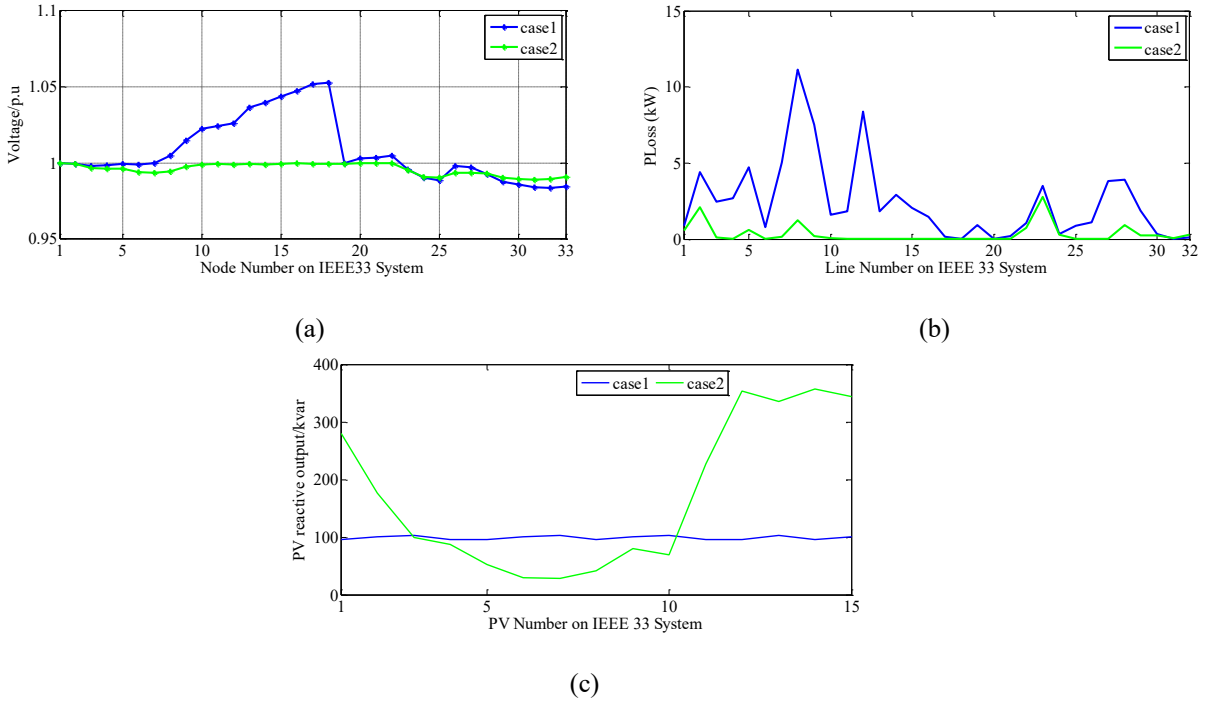 1.1
1.05
1
0.95
Voltage/p.u
case1
case2
1 5 10 15 20 25 30 33
Node Number on IEEE33 System
(a)
15
10
5
0
PLoss (kW)
case1
case2
1 5 10 15 20 25 30 32
Line Number on IEEE 33 System
(b)
400
300
200
100
0
PV reactive output/kvar
case1 case2
1 5 10 15
PV Number on IEEE 33 System
(c)